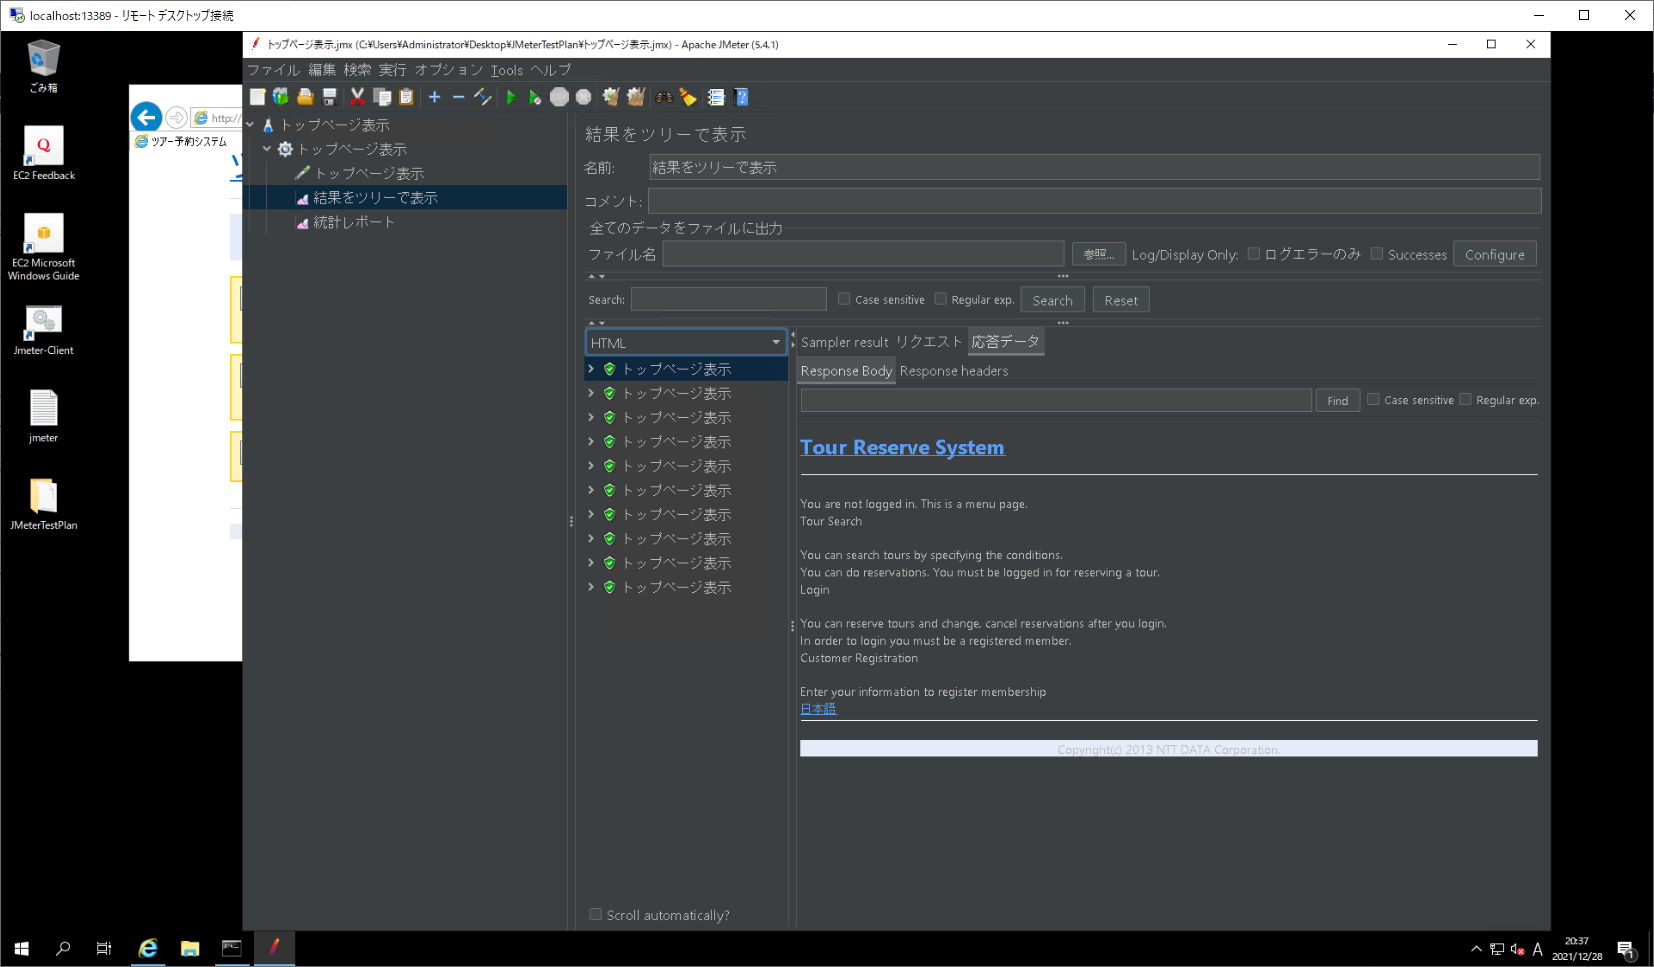 localhost:13389 - リモート デスクトップ接続
ごみ箱
EC2 Feedback
EC2 Microsoft
Windows Guide
Jmeter-Client
jmeter
JMeterTestPlan
http://
ツアー予約システム
トップページ表示.jmx (C:¥Users¥Administrator¥Desktop¥JMeterTestPlan¥トップページ表示.jmx) - Apache JMeter (5.4.1)
ファイル 編集 検索 実行 オプション Tools ヘルプ
トップページ表示
トップページ表示
トップページ表示
結果をツリーで表示
統計レポート
結果をツリーで表示
名前: 結果をツリーで表示
コメント:
全てのデータをファイルに出力
ファイル名 参照... Log/Display Only: ログエラーのみ Successes Configure
Search: Case sensitive Regular exp. Search Reset
HTML
トップページ表示
トップページ表示
トップページ表示
トップページ表示
トップページ表示
トップページ表示
トップページ表示
トップページ表示
トップページ表示
トップページ表示
Scroll automatically?
Sampler result リクエスト 応答データ
Response Body Response headers
Find Case sensitive Regular exp.
Tour Reserve System
You are not logged in. This is a menu page.
Tour Search
You can search tours by specifying the conditions.
You can do reservations. You must be logged in for reserving a tour.
Login
You can reserve tours and change, cancel reservations after you login.
In order to login you must be a registered member.
Customer Registration
Enter your information to register membership
日本語
Copyright(c) 2013 NTT DATA Corporation.
A
20:37
2021/12/28
1